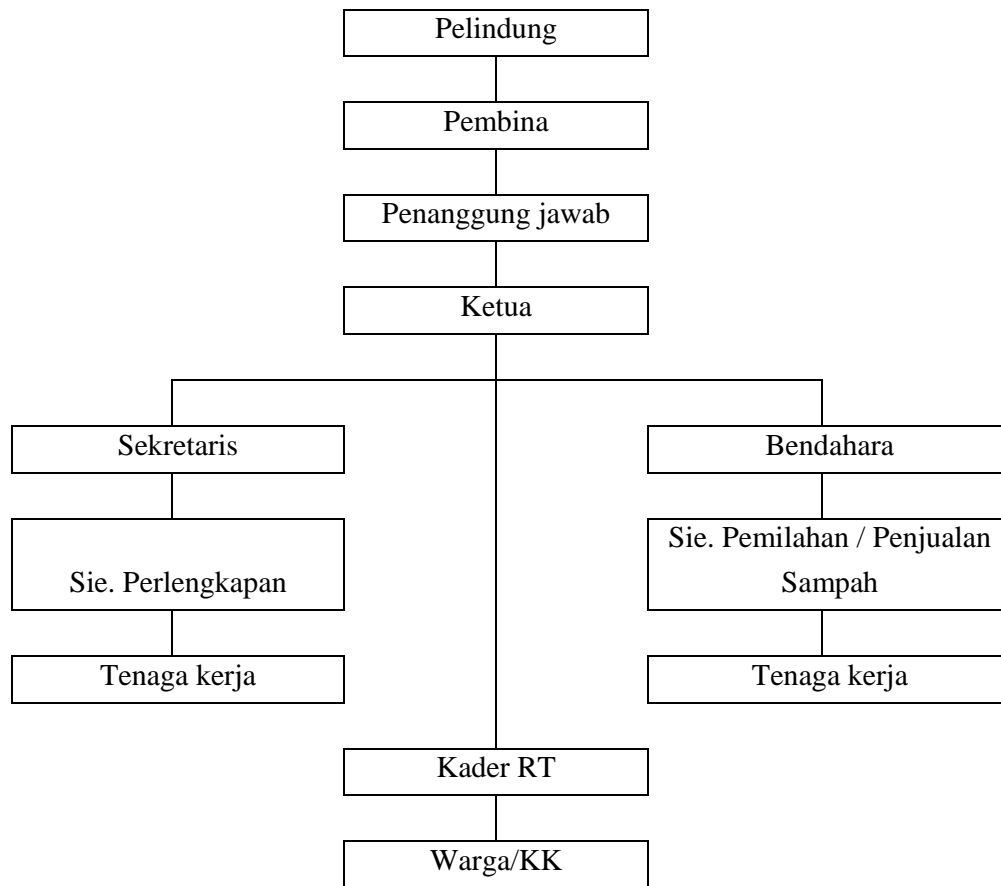 Pelindung
Pembina
Penanggung jawab
Ketua
Sekretaris
Bendahara
Sie. Perlengkapan
Sie. Pemilahan / Penjualan
Sampah
Tenaga kerja
Tenaga kerja
Kader RT
Warga/KK